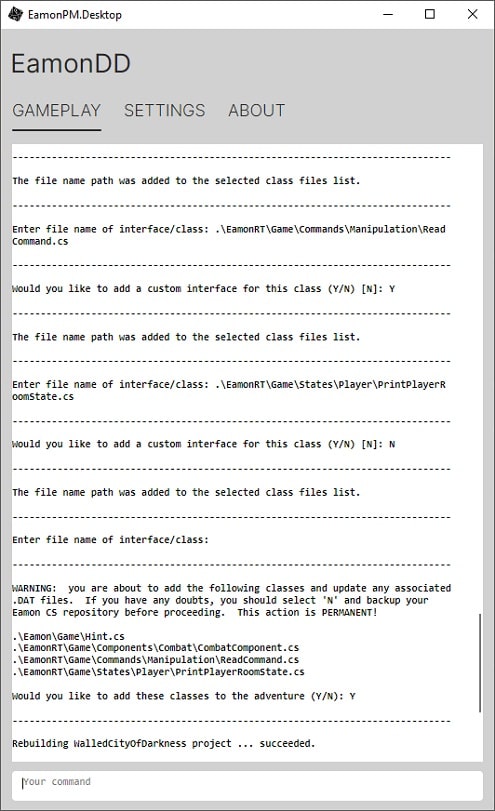 EamonPM.Desktop
EamonDD
GAMEPLAY SETTINGS ABOUT
-------------------------------------------------------------------------
The file name path was added to the selected class files list.
-------------------------------------------------------------------------
Enter file name of interface/class: .\EamonRT\Game\Commands\Manipulation\Read
Command.cs
-------------------------------------------------------------------------
Would you like to add a custom interface for this class (Y/N) [N]: Y
-------------------------------------------------------------------------
The file name path was added to the selected class files list.
-------------------------------------------------------------------------
Enter file name of interface/class: .\EamonRT\Game\States\Player\PrintPlayerR
oomState.cs
-------------------------------------------------------------------------
Would you like to add a custom interface for this class (Y/N) [N]: N
-------------------------------------------------------------------------
The file name path was added to the selected class files list.
-------------------------------------------------------------------------
Enter file name of interface/class:
-------------------------------------------------------------------------
WARNING:  you are about to add the following classes and update any associated
.DAT files.  If you have any doubts, you should select 'N' and backup your
Eamon CS repository before proceeding.  This action is PERMANENT!
.\Eamon\Game\Hint.cs
.\EamonRT\Game\Components\Combat\CombatComponent.cs
.\EamonRT\Game\Commands\Manipulation\ReadCommand.cs
.\EamonRT\Game\States\Player\PrintPlayerRoomState.cs
Would you like to add these classes to the adventure (Y/N): Y
-------------------------------------------------------------------------
Rebuilding WalledCityOfDarkness project ... succeeded.
Your command